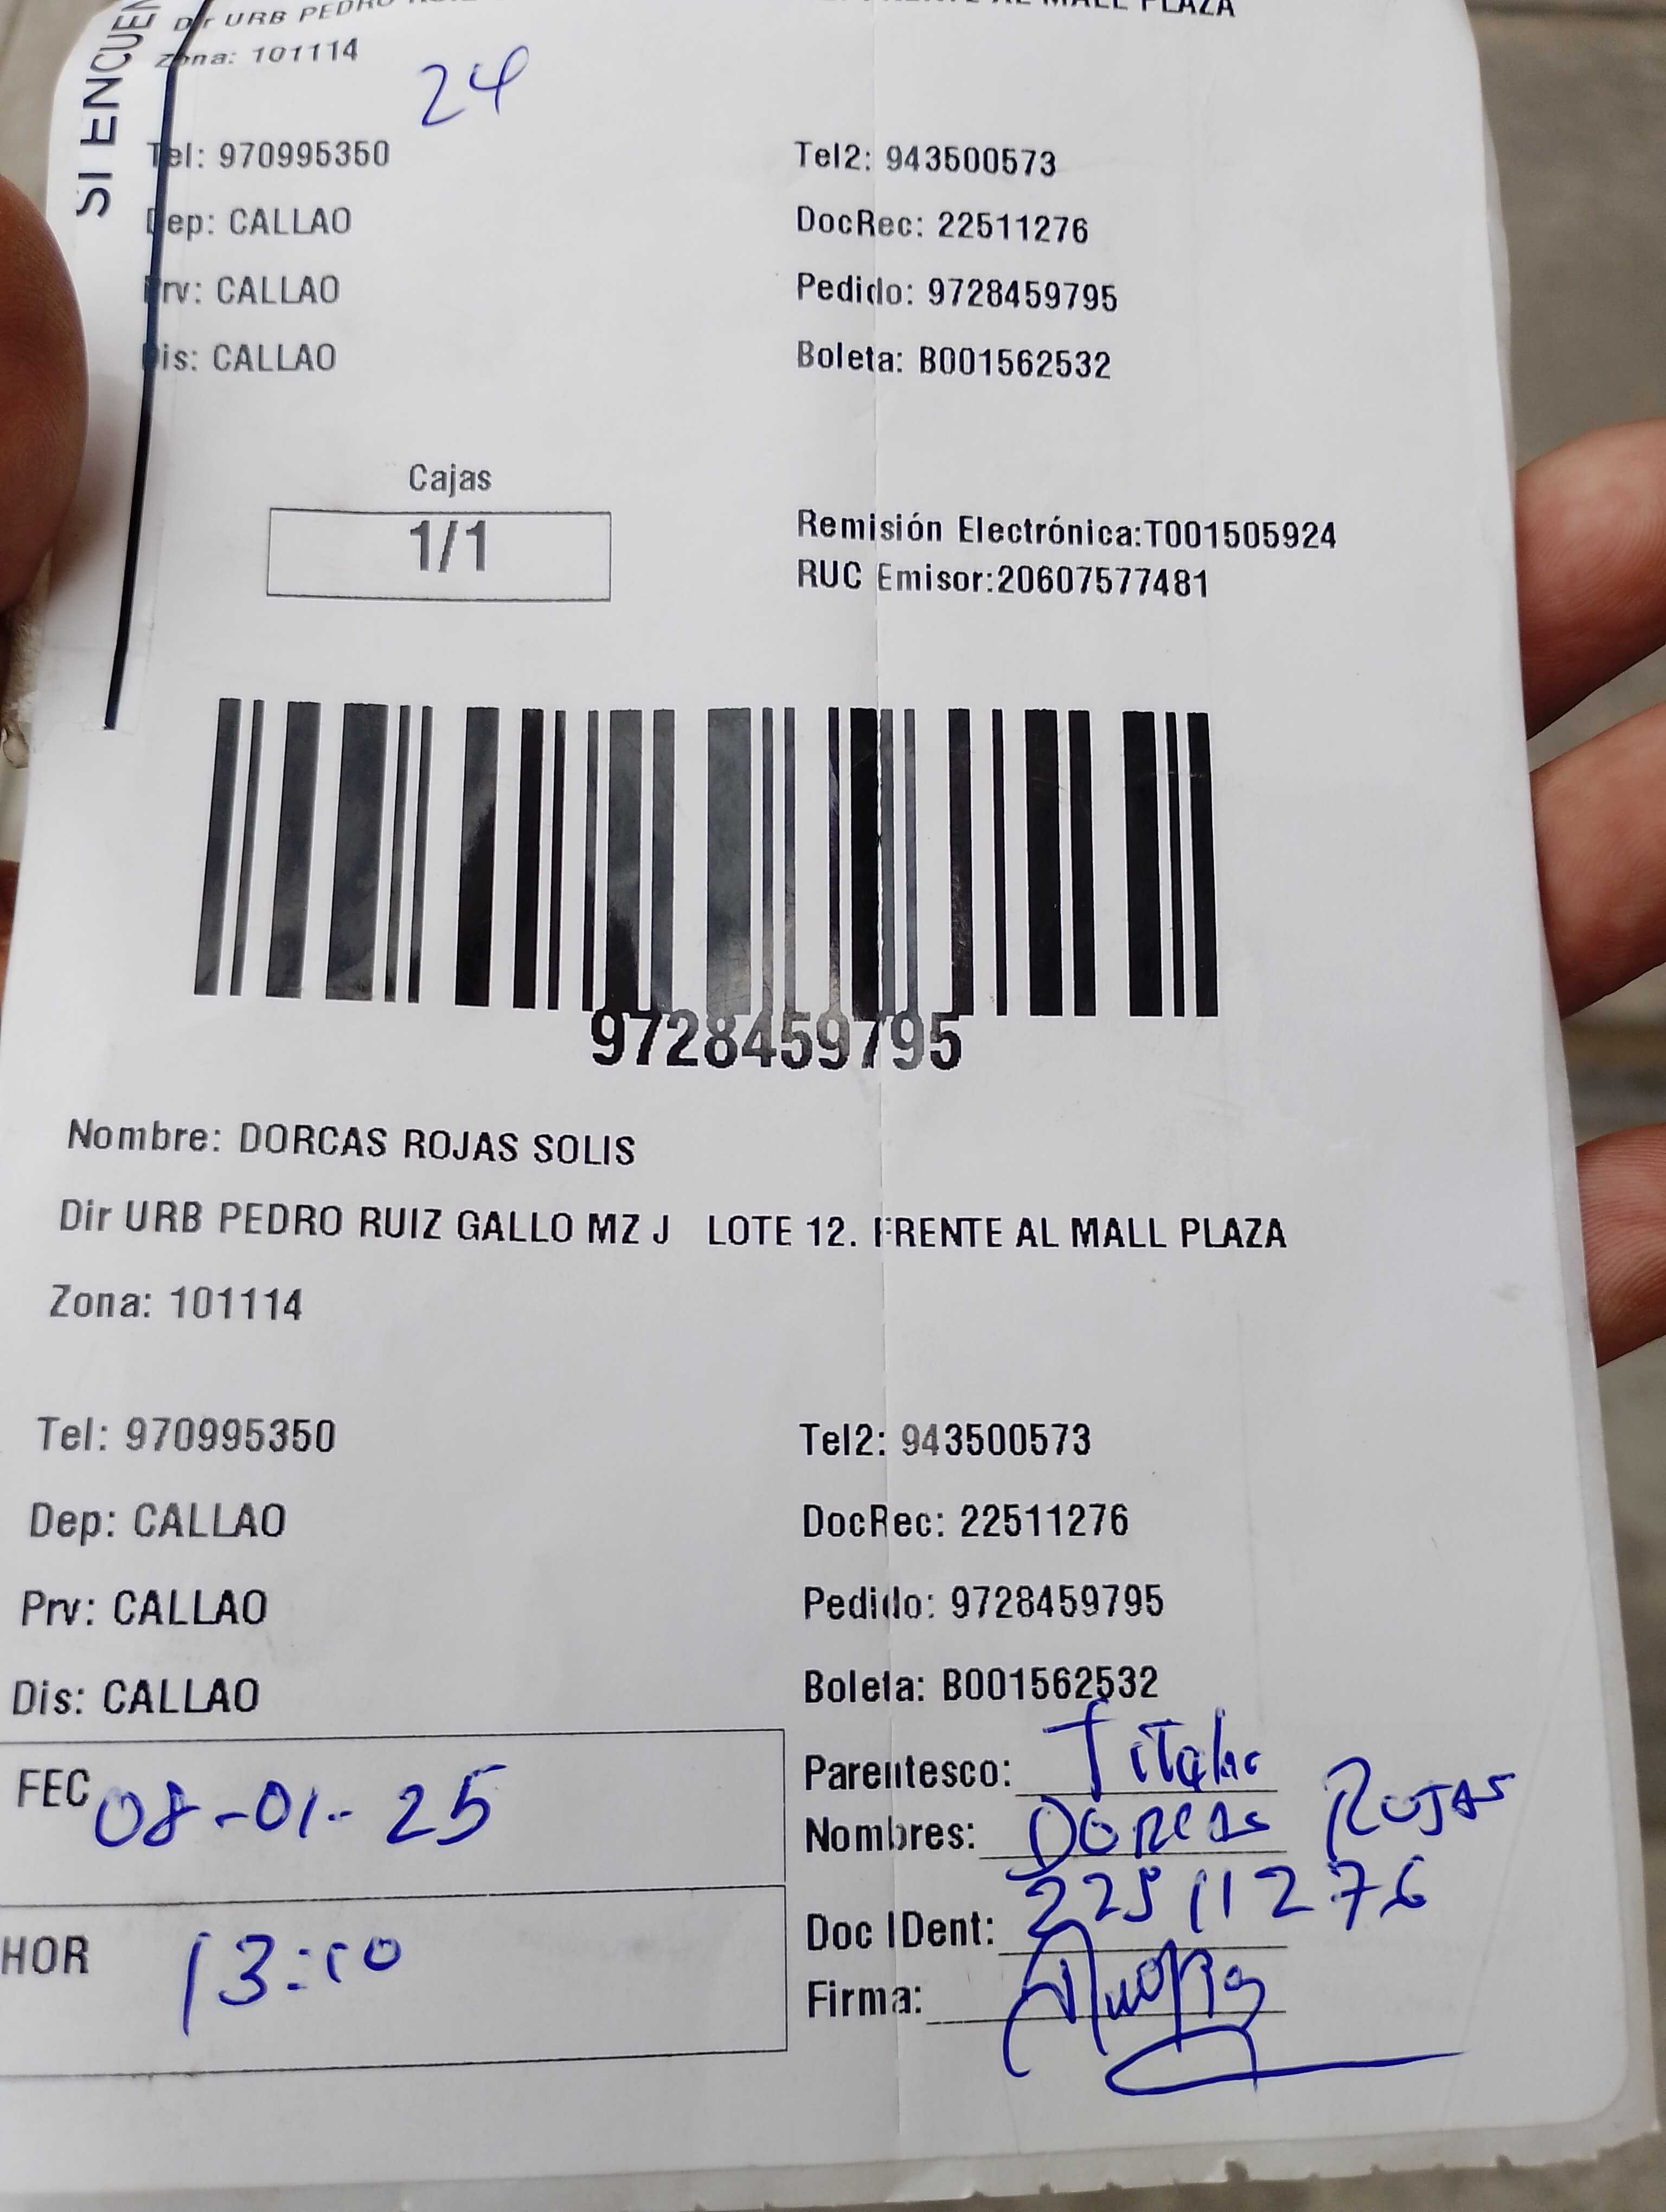 SI ENCUEN
Dir URB PEDRO
AL MALL PLAZA
Zona: 101114
24
Tel: 970995350
Tel2: 943500573
Dep: CALLAO
DocRec: 22511276
Prv: CALLAO
Pedido: 9728459795
Dis: CALLAO
Boleta: B001562532
Cajas
1/1
Remisión Electrónica:T001505924
RUC Emisor:20607577481
9728459795
Nombre: DORCAS ROJAS SOLIS
Dir URB PEDRO RUIZ GALLO MZ J LOTE 12. FRENTE AL MALL PLAZA
Zona: 101114
Tel: 970995350
Tel2: 943500573
Dep: CALLAO
DocRec: 22511276
Prv: CALLAO
Pedido: 9728459795
Dis: CALLAO
Boleta: B001562532
FEC 08-01-25
Parentesco: Titular
Nombres: DORCAS ROJAS
HOR 13:10
Doc IDent: 22511276
Firma: